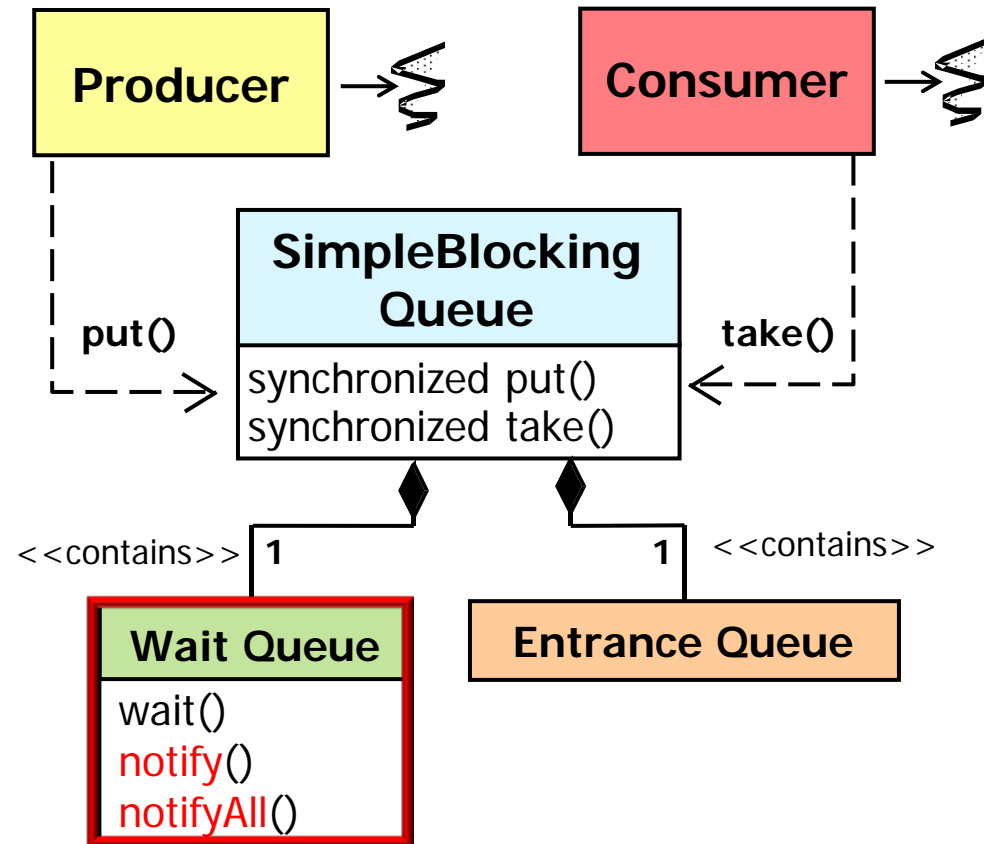 Producer
Consumer
SimpleBlocking
Queue
put()
take()
synchronized put()
synchronized take()
<<contains>>
1
1
<<contains>>
Wait Queue
wait()
notify()
notifyAll()
Entrance Queue